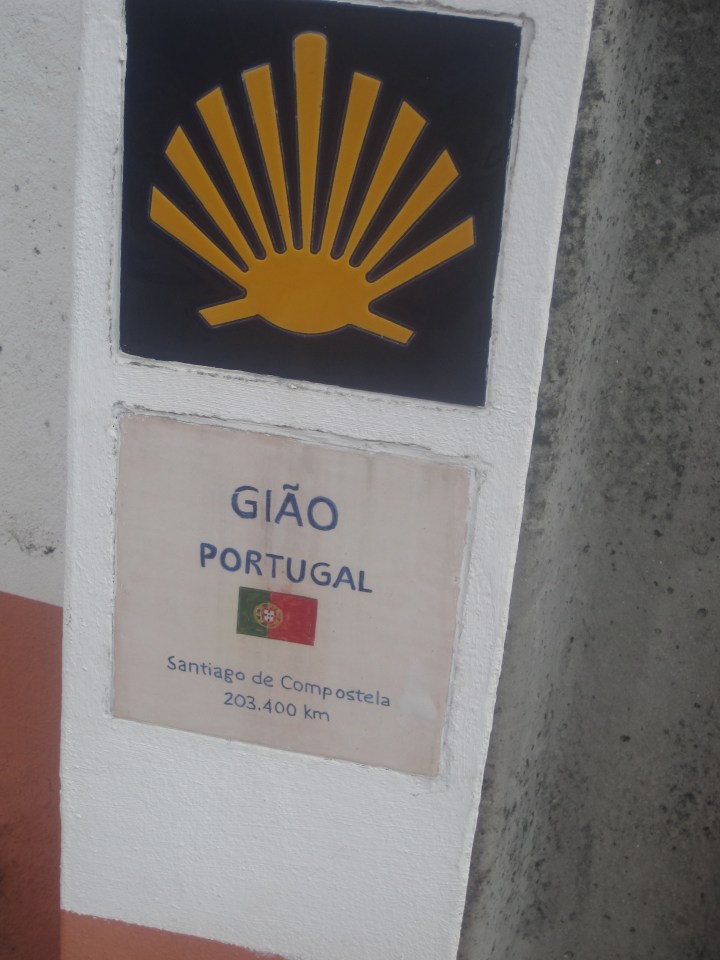 GIÃO
PORTUGAL
Santiago de Compostela
203.400 km